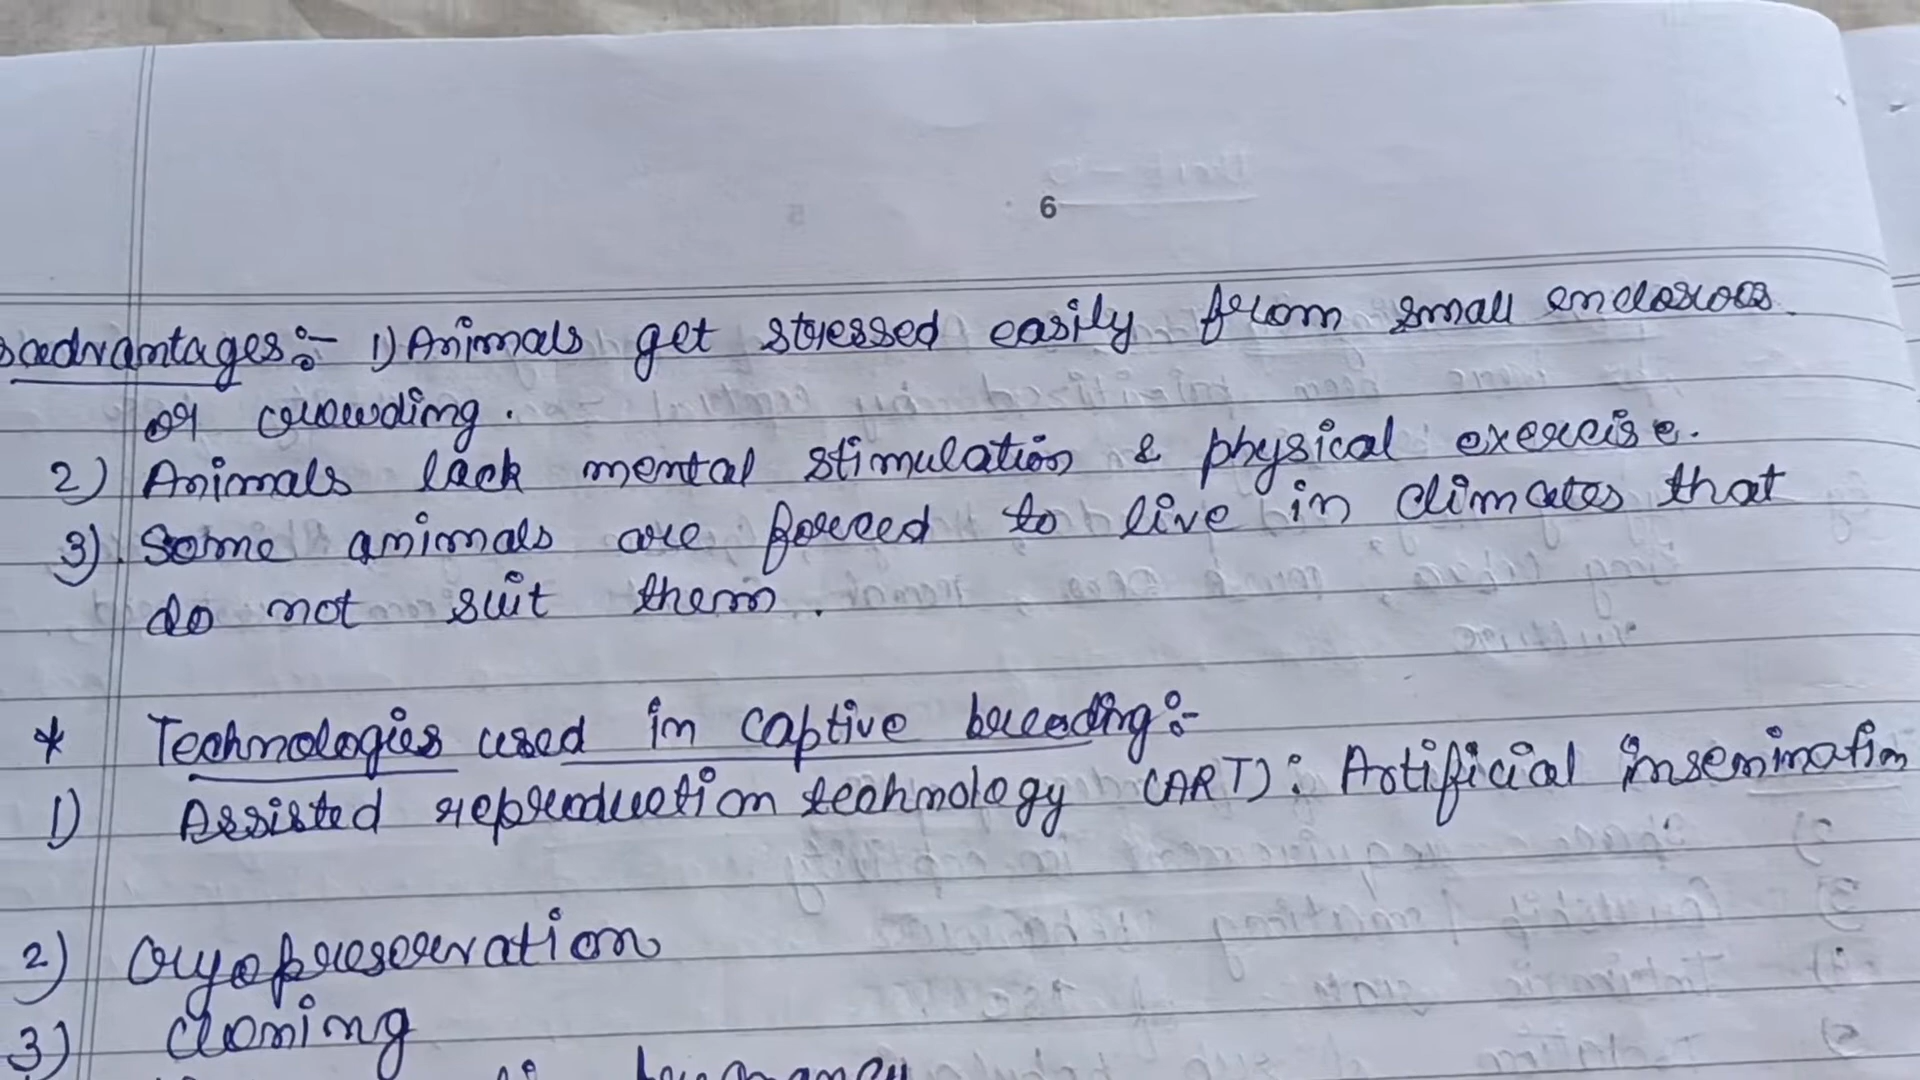 6
sadvantages:- 1) Animals get stressed easily from small
or crowding.
2) Animals lack mental stimulation & physical exercise.
3) Some animals are forced to live in climates that
do not suit them.
* Technologies used in captive breeding:-
1) Assisted reproduction technology (ART): Artificial insemination
2) Cryopreservation
3) cloning